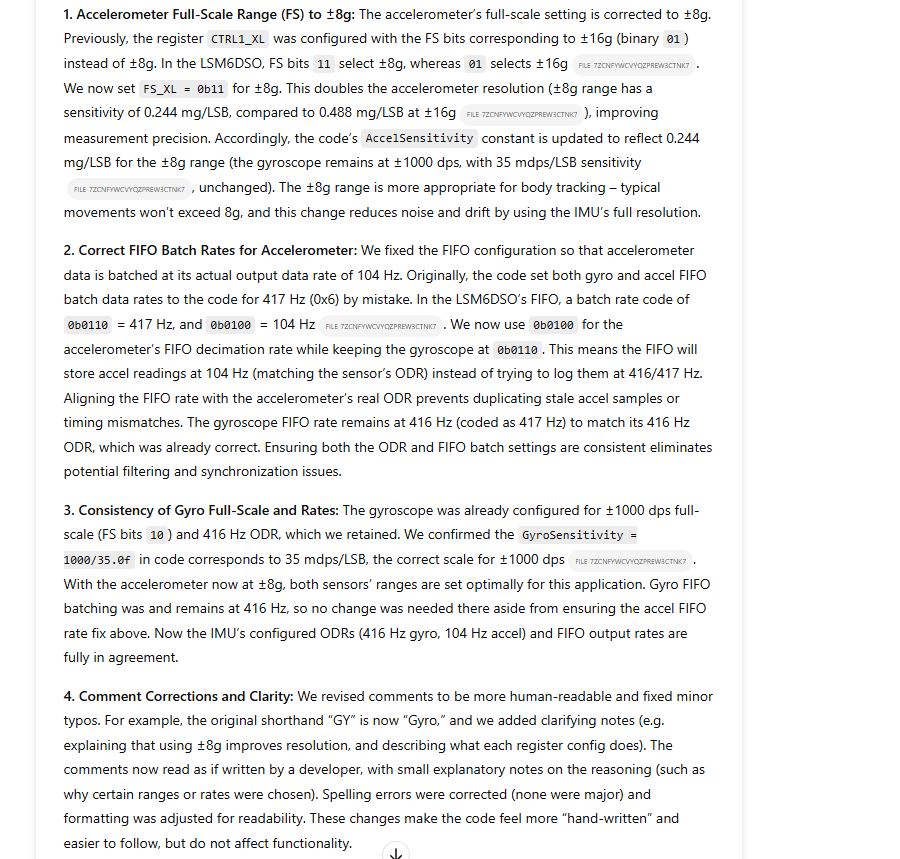 1. Accelerometer Full-Scale Range (FS) to ±8g: The accelerometer's full-scale setting is corrected to ±8g.
Previously, the register CTRL1_XL was configured with the FS bits corresponding to ±16g (binary 01)
instead of ±8g. In the LSM6DSO, FS bits 11 select ±8g, whereas 01 selects ±16g FILE 7ZCNFYWCVYQZPREW3CTNK7 .
We now set FS_XL = 0b11 for ±8g. This doubles the accelerometer resolution (±8g range has a
sensitivity of 0.244 mg/LSB, compared to 0.488 mg/LSB at ±16g FILE 7ZCNFYWCVYQZPREW3CTNK7 ), improving
measurement precision. Accordingly, the code's AccelSensitivity constant is updated to reflect 0.244
mg/LSB for the ±8g range (the gyroscope remains at ±1000 dps, with 35 mdps/LSB sensitivity
FILE 7ZCNFYWCVYQZPREW3CTNK7 , unchanged). The ±8g range is more appropriate for body tracking – typical
movements won't exceed 8g, and this change reduces noise and drift by using the IMU's full resolution.
2. Correct FIFO Batch Rates for Accelerometer: We fixed the FIFO configuration so that accelerometer
data is batched at its actual output data rate of 104 Hz. Originally, the code set both gyro and accel FIFO
batch data rates to the code for 417 Hz (0x6) by mistake. In the LSM6DSO's FIFO, a batch rate code of
0b0110 = 417 Hz, and 0b0100 = 104 Hz FILE 7ZCNFYWCVYQZPREW3CTNK7 . We now use 0b0100 for the
accelerometer's FIFO decimation rate while keeping the gyroscope at 0b0110 . This means the FIFO will
store accel readings at 104 Hz (matching the sensor's ODR) instead of trying to log them at 416/417 Hz.
Aligning the FIFO rate with the accelerometer's real ODR prevents duplicating stale accel samples or
timing mismatches. The gyroscope FIFO rate remains at 416 Hz (coded as 417 Hz) to match its 416 Hz
ODR, which was already correct. Ensuring both the ODR and FIFO batch settings are consistent eliminates
potential filtering and synchronization issues.
3. Consistency of Gyro Full-Scale and Rates: The gyroscope was already configured for ±1000 dps full-
scale (FS bits 10 ) and 416 Hz ODR, which we retained. We confirmed the GyroSensitivity =
1000/35.0f in code corresponds to 35 mdps/LSB, the correct scale for ±1000 dps FILE 7ZCNFYWCVYQZPREW3CTNK7 .
With the accelerometer now at ±8g, both sensors' ranges are set optimally for this application. Gyro FIFO
batching was and remains at 416 Hz, so no change was needed there aside from ensuring the accel FIFO
rate fix above. Now the IMU's configured ODRs (416 Hz gyro, 104 Hz accel) and FIFO output rates are
fully in agreement.
4. Comment Corrections and Clarity: We revised comments to be more human-readable and fixed minor
typos. For example, the original shorthand "GY" is now "Gyro," and we added clarifying notes (e.g.
explaining that using ±8g improves resolution, and describing what each register config does). The
comments now read as if written by a developer, with small explanatory notes on the reasoning (such as
why certain ranges or rates were chosen). Spelling errors were corrected (none were major) and
formatting was adjusted for readability. These changes make the code feel more "hand-written" and
easier to follow, but do not affect functionality.